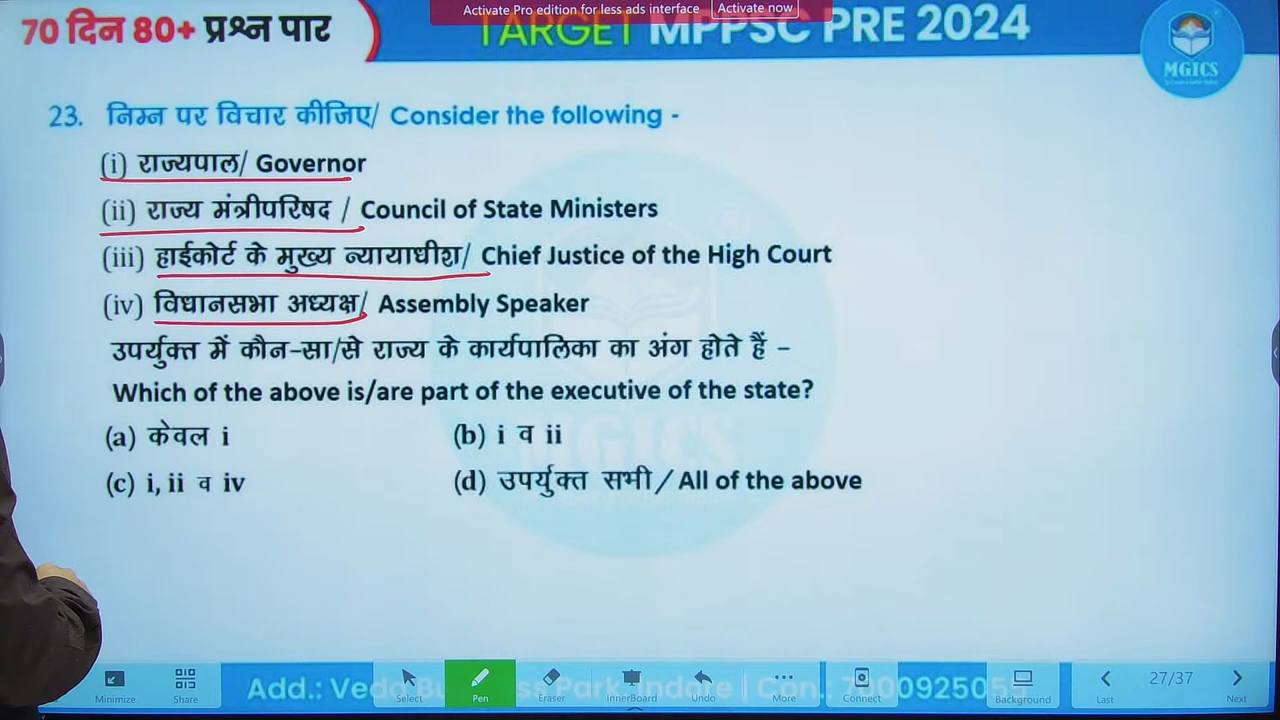 Activate Pro edition for less ads interface Activate now
70 दिन 80+ प्रश्न पार
TARGET MPPSC PRE 2024
MGICS
23. निम्न पर विचार कीजिए/ Consider the following -
(i) राज्यपाल/ Governor
(ii) राज्य मंत्रीपरिषद / Council of State Ministers
(iii) हाईकोर्ट के मुख्य न्यायाधीश/ Chief Justice of the High Court
(iv) विधानसभा अध्यक्ष/ Assembly Speaker
उपर्युक्त में कौन-सा/से राज्य के कार्यपालिका का अंग होते हैं -
Which of the above is/are part of the executive of the state?
(a) केवल i
(b) i व ii
(c) i, ii व iv
(d) उपर्युक्त सभी / All of the above
MGICS
Add.:
Minimize Share Select Pen Eraser InnerBoard Undo More Connect Background Last 27/37 Next